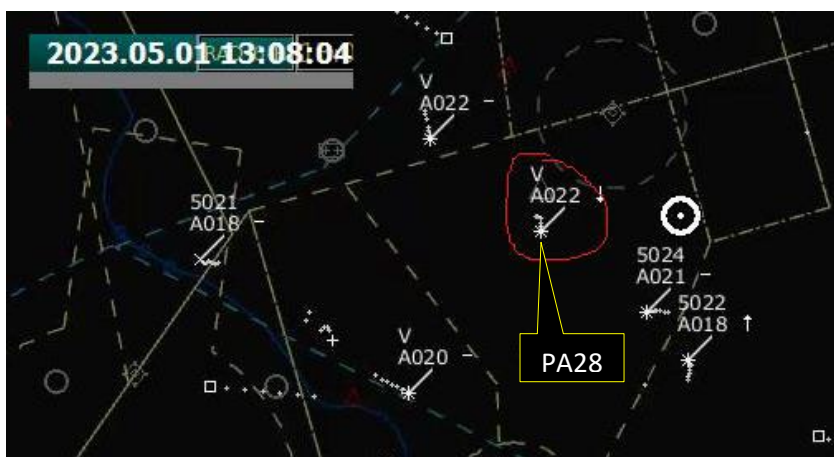 2023.05.01 13:08:04
V
A022 -
V
A022 ↓
5021
A018 -
5024
A021 -
5022
A018 ↑
V
A020 -
PA28